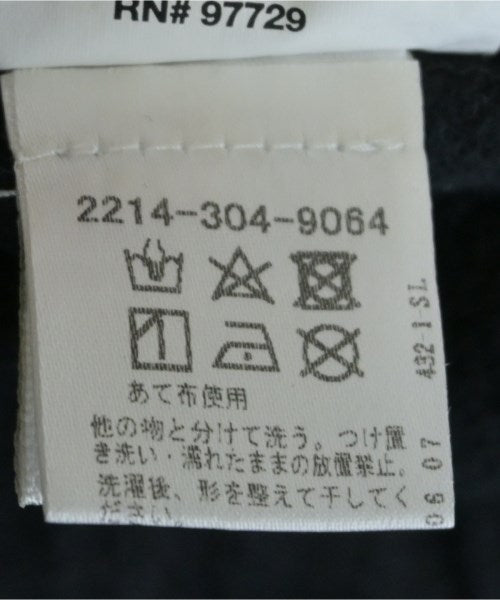 RN# 97729
2214-304-9064
あて布使用
他の物と分けて洗う。つけ置
き洗い・濡れたままの放置禁止。
洗濯後、形を整えて干してく
ださい。
432-1-SL
06 07